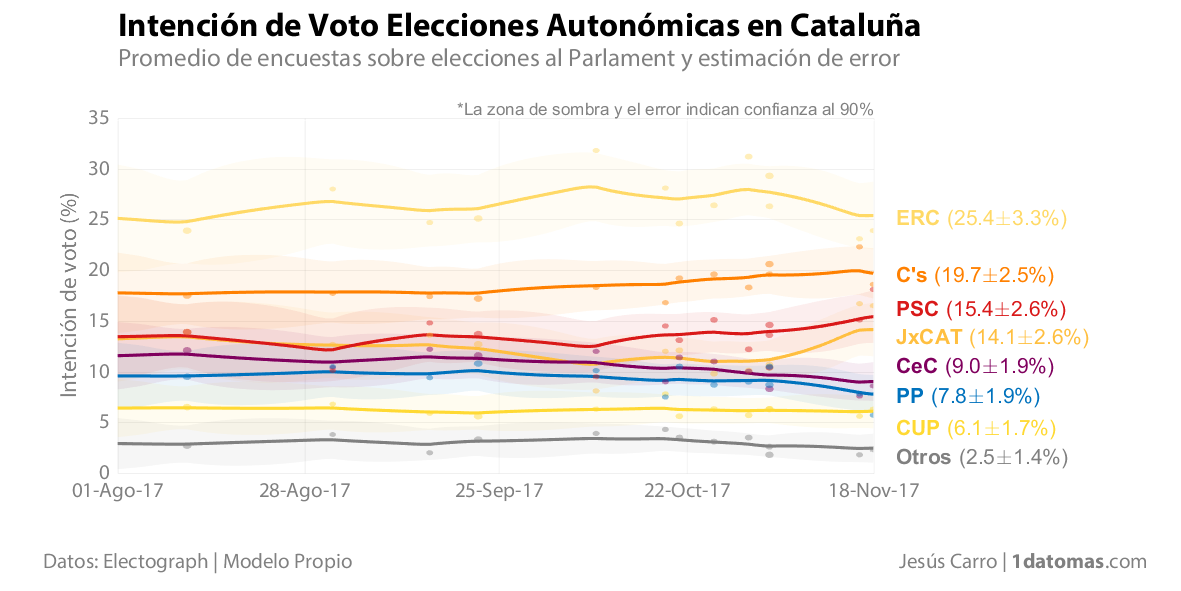 Intención de Voto Elecciones Autonómicas en Cataluña
Promedio de encuestas sobre elecciones al Parlament y estimación de error
*La zona de sombra y el error indican confianza al 90%
Intención de voto (%)
35
30
25
20
15
10
5
0
01-Ago-17
28-Ago-17
25-Sep-17
22-Oct-17
18-Nov-17
ERC (25.4±3.3%)
C's (19.7±2.5%)
PSC (15.4±2.6%)
JxCAT (14.1±2.6%)
CeC (9.0±1.9%)
PP (7.8±1.9%)
CUP (6.1±1.7%)
Otros (2.5±1.4%)
Datos: Electograph | Modelo Propio
Jesús Carro | 1datomas.com